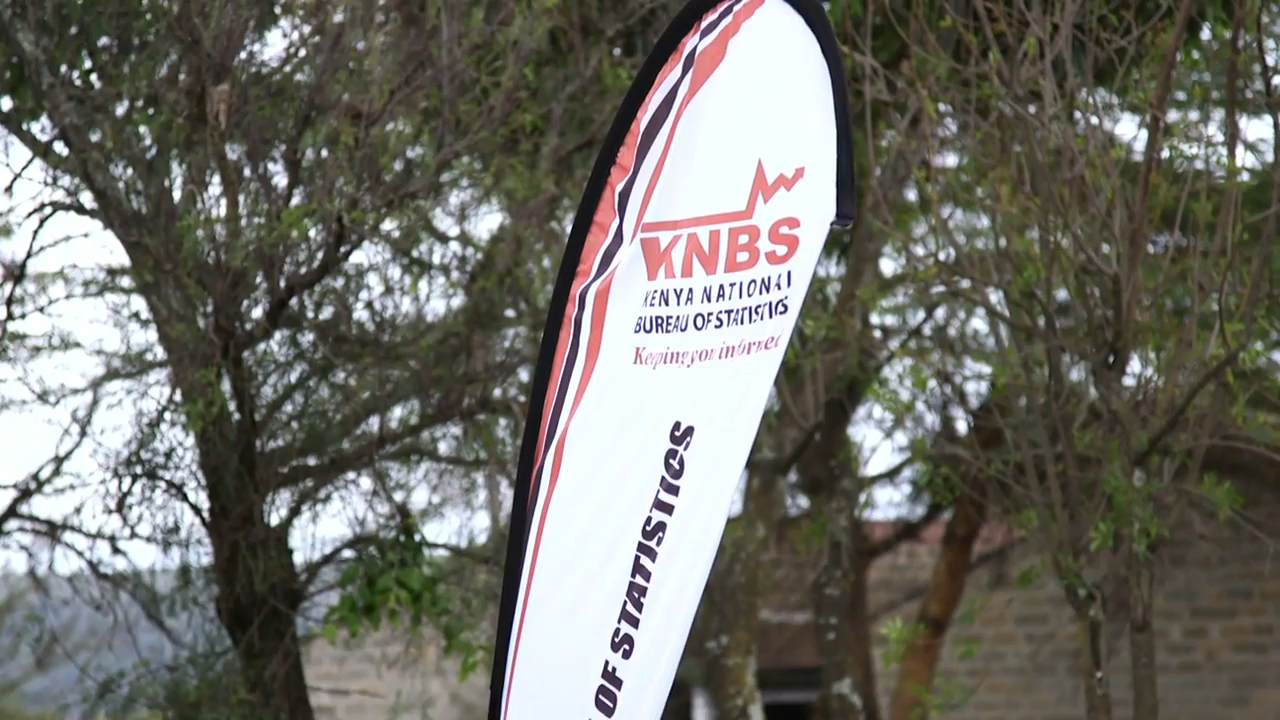 KNBS
KENYA NATIONAL
BUREAU OF STATISTICS
Keeping you informed
OF STATISTICS